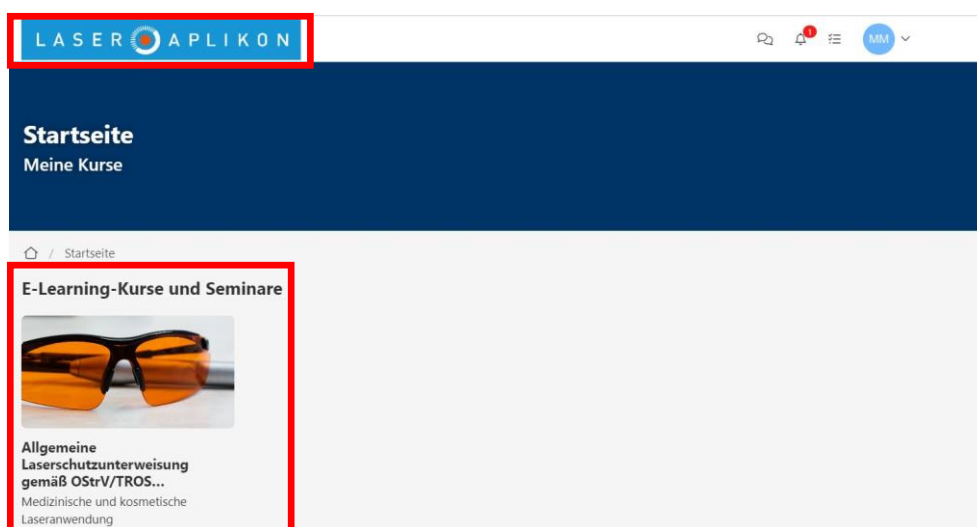 LASER APLIKON
1
MM
Startseite
Meine Kurse
/ Startseite
E-Learning-Kurse und Seminare
Allgemeine
Laserschutzunterweisung
gemäß OStrV/TROS...
Medizinische und kosmetische
Laseranwendung